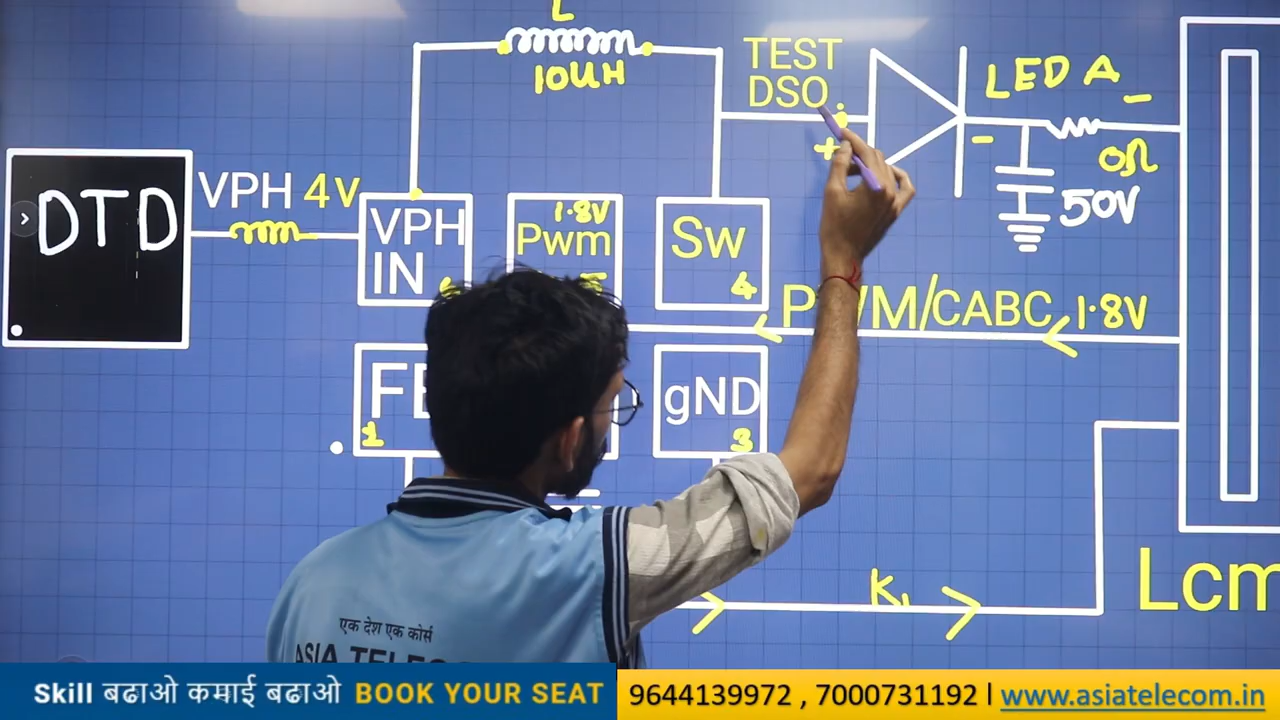 L
10UH
TEST
DSO.
LED A
DTD
VPH 4V
VPH
IN
1.8V
Pwm
Sw
4
+
-
-
0Ω
50V
PWM/CABC 1.8V
1
gND
3
K,
Lcm
एक देश एक कोर्स
Skill बढाओ कमाई बढाओ BOOK YOUR SEAT
9644139972 , 7000731192 | www.asiatelecom.in